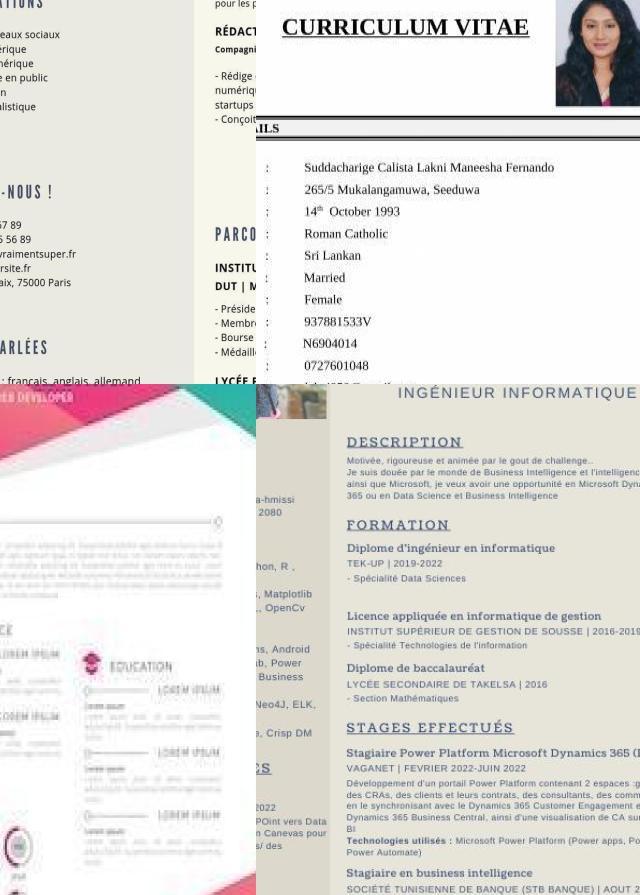 ATIONS
eaux sociaux
érique
mérique
e en public
n
alistique
-NOUS !
67 89
5 56 89
vraimentsuper.fr
rsite.fr
aix, 75000 Paris
ARLÉES
: français, anglais, allemand
pour les p
RÉDACT
Compagni
- Rédige
numériqu
startups
- Conçoit
PARCO
INSTITU
DUT | M
- Préside
- Membr
- Bourse
- Médaill
LYCÉE F
CURRICULUM VITAE
AILS
: Suddacharige Calista Lakni Maneesha Fernando
: 265/5 Mukalangamuwa, Seeduwa
: 14th October 1993
: Roman Catholic
: Sri Lankan
: Married
: Female
: 937881533V
: N6904014
: 0727601048
WEB DEVELOPER
CE
LOREM IPSUM
LOREM IPSUM
EDUCATION
LOREM IPSUM
LOREM IPSUM
LOREM IPSUM
a-hmissi
2080
hon, R ,
s, Matplotlib
., OpenCv
ns, Android
ab, Power
Business
Neo4J, ELK,
e, Crisp DM
ES
2022
POint vers Data
n Canevas pour
s/ des
INGÉNIEUR INFORMATIQUE
DESCRIPTION
Motivée, rigoureuse et animée par le gout de challenge..
Je suis douée par le monde de Business Intelligence et l'intelligenc
ainsi que Microsoft, je veux avoir une opportunité en Microsoft Dyna
365 ou en Data Science et Business Intelligence
FORMATION
Diplome d'ingénieur en informatique
TEK-UP | 2019-2022
- Spécialité Data Sciences
Licence appliquée en informatique de gestion
INSTITUT SUPÉRIEUR DE GESTION DE SOUSSE | 2016-2019
- Spécialité Technologies de l'information
Diplome de baccalauréat
LYCÉE SECONDAIRE DE TAKELSA | 2016
- Section Mathématiques
STAGES EFFECTUÉS
Stagiaire Power Platform Microsoft Dynamics 365 (I
VAGANET | FEVRIER 2022-JUIN 2022
Développement d'un portail Power Platform contenant 2 espaces :g
des CRAs, des clients et leurs contrats, des consultants, des comm
en le synchronisant avec le Dynamics 365 Customer Engagement e
Dynamics 365 Business Central, ainsi d'une visualisation de CA sur
BI
Technologies utilisés : Microsoft Power Platform (Power apps, Po
Power Automate)
Stagiaire en business intelligence
SOCIÉTÉ TUNISIENNE DE BANQUE (STB BANQUE) | AOUT 2